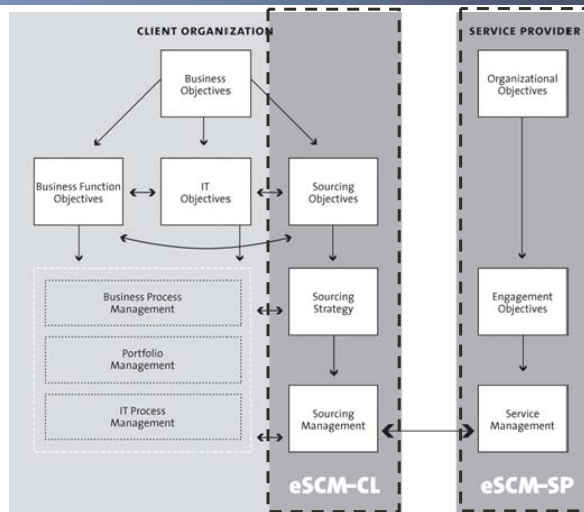 CLIENT ORGANIZATION
SERVICE PROVIDER
Business
Objectives
Organizational
Objectives
Business Function
Objectives
IT
Objectives
Sourcing
Objectives
Business Process
Management
Sourcing
Strategy
Engagement
Objectives
Portfolio
Management
IT Process
Management
Sourcing
Management
Service
Management
eSCM–CL
eSCM–SP